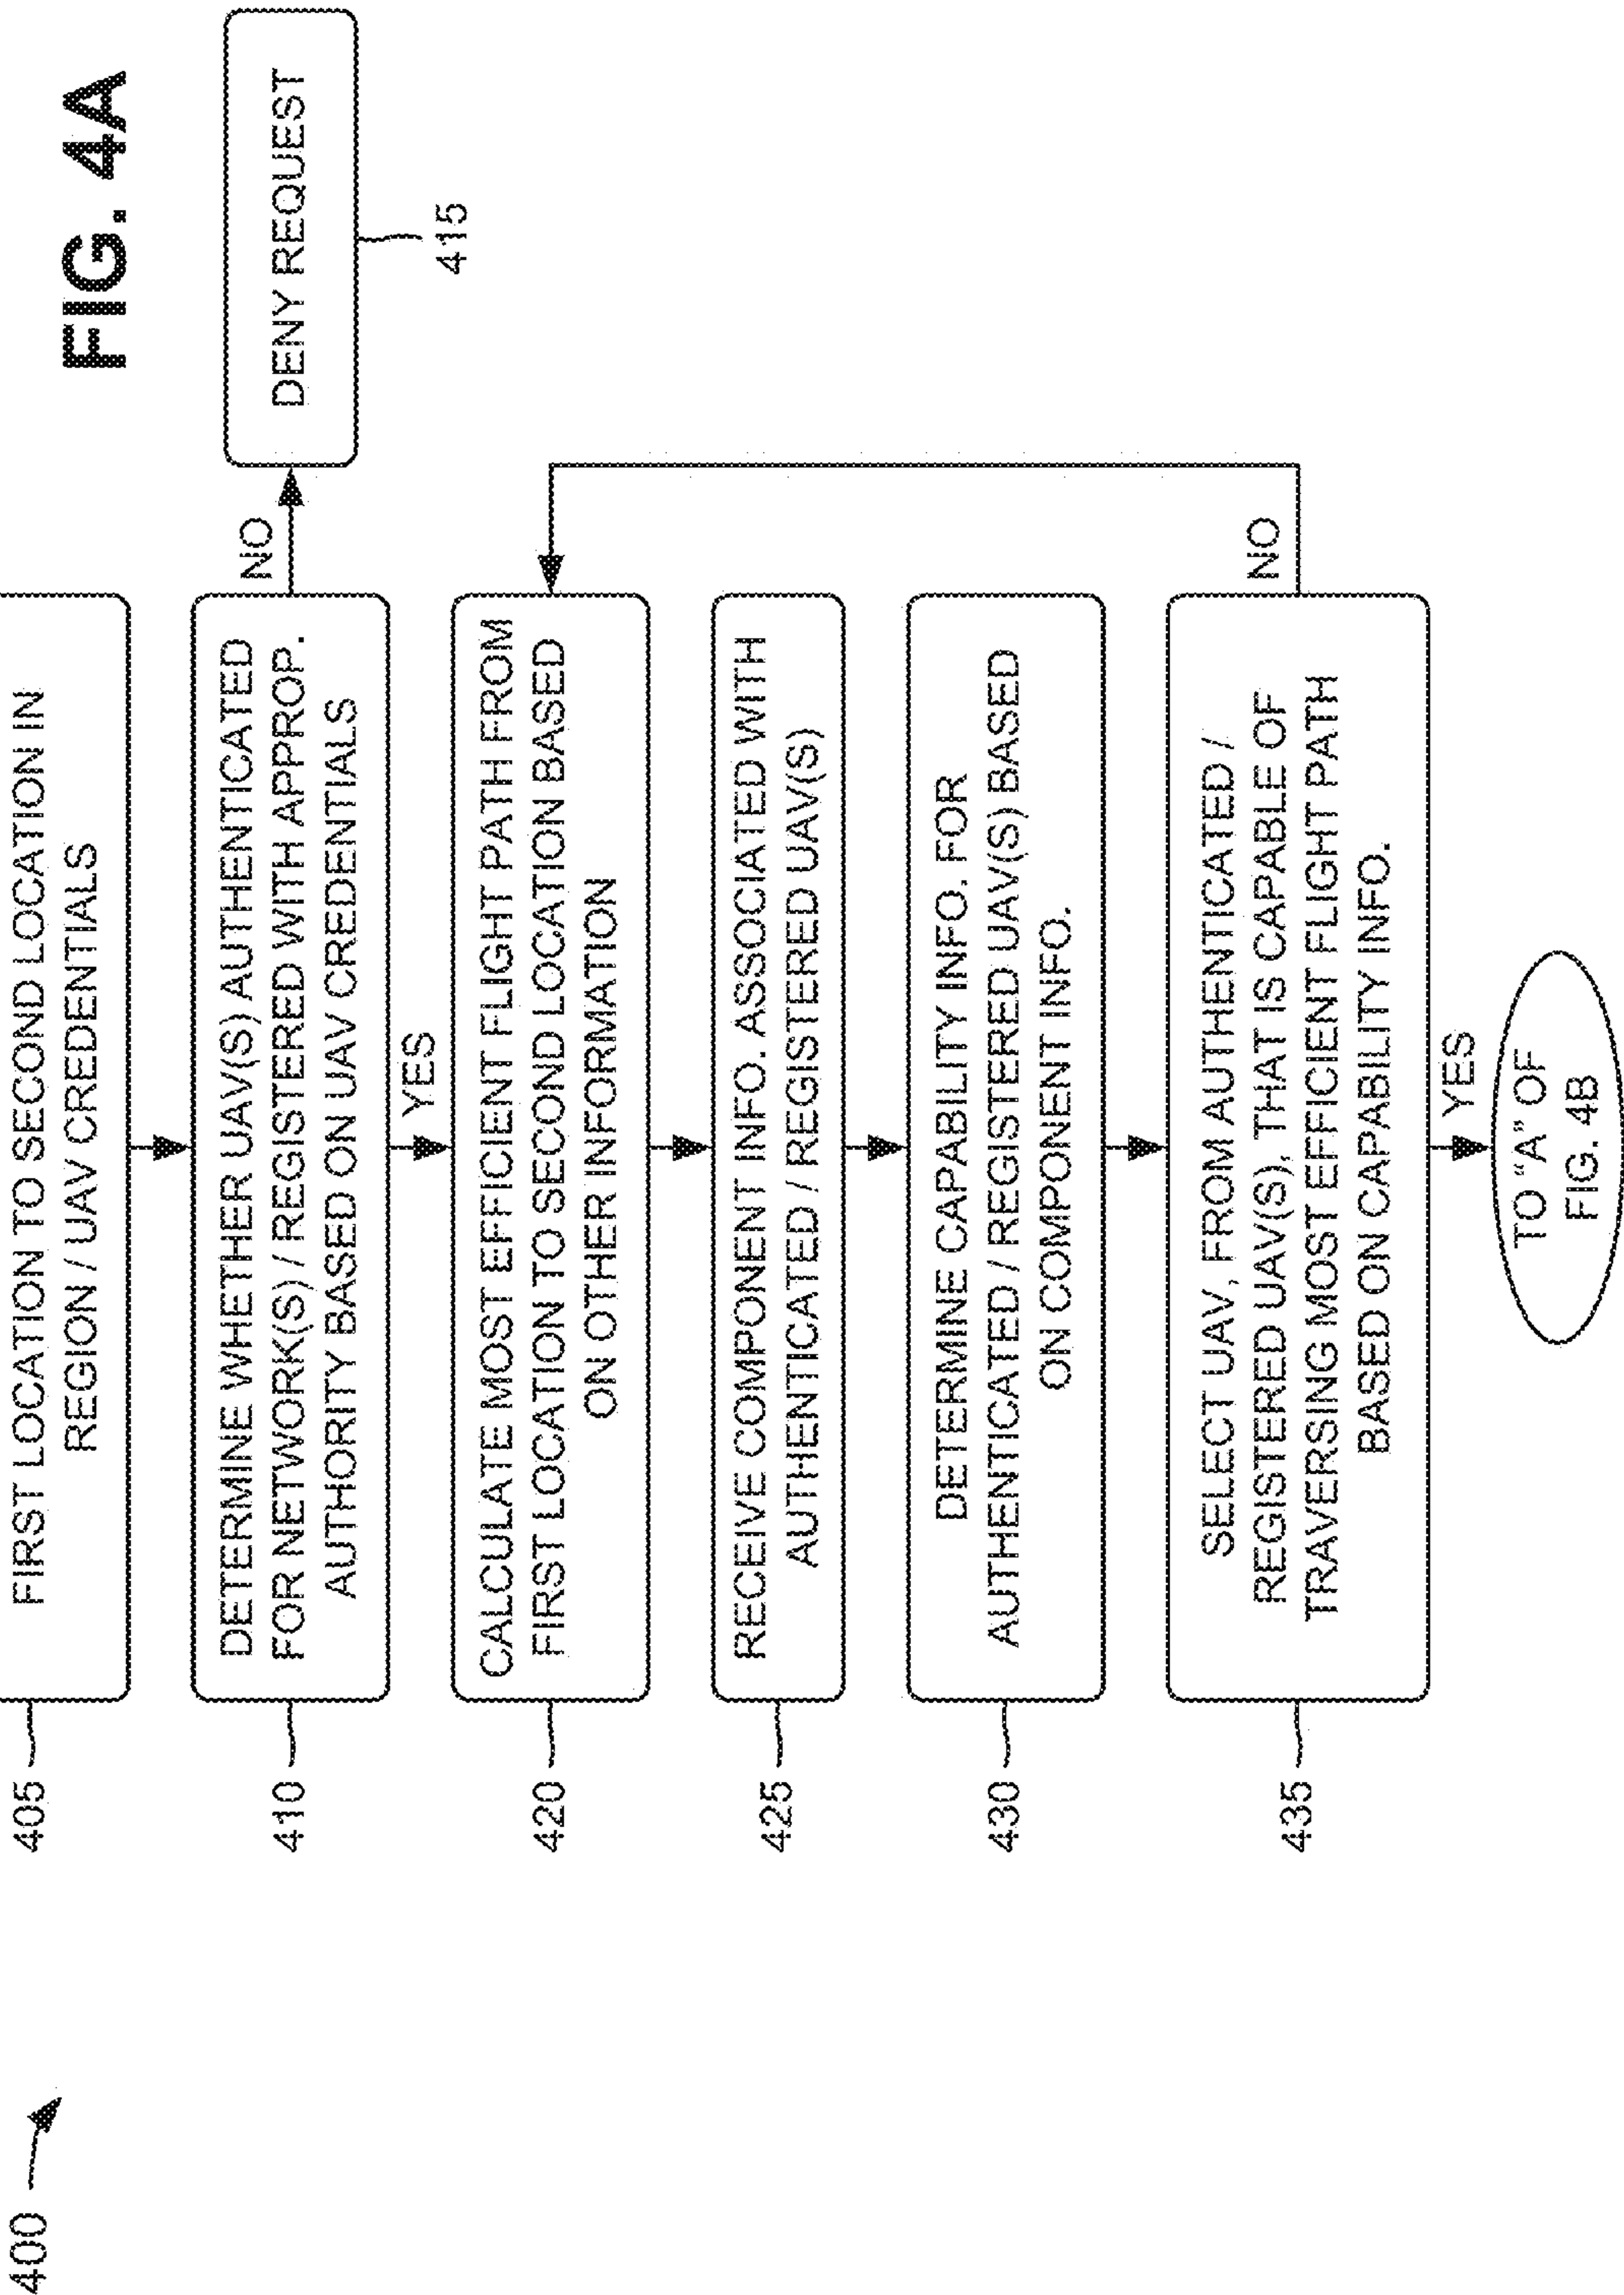 400
FIG. 4A
405
FIRST LOCATION TO SECOND LOCATION IN
REGION / UAV CREDENTIALS
410
DETERMINE WHETHER UAV(S) AUTHENTICATED
FOR NETWORK(S) / REGISTERED WITH APPROP.
AUTHORITY BASED ON UAV CREDENTIALS
NO
DENY REQUEST
415
YES
420
CALCULATE MOST EFFICIENT FLIGHT PATH FROM
FIRST LOCATION TO SECOND LOCATION BASED
ON OTHER INFORMATION
425
RECEIVE COMPONENT INFO. ASSOCIATED WITH
AUTHENTICATED / REGISTERED UAV(S)
430
DETERMINE CAPABILITY INFO. FOR
AUTHENTICATED / REGISTERED UAV(S) BASED
ON COMPONENT INFO.
435
SELECT UAV, FROM AUTHENTICATED /
REGISTERED UAV(S), THAT IS CAPABLE OF
TRAVERSING MOST EFFICIENT FLIGHT PATH
BASED ON CAPABILITY INFO.
NO
YES
TO "A" OF
FIG. 4B